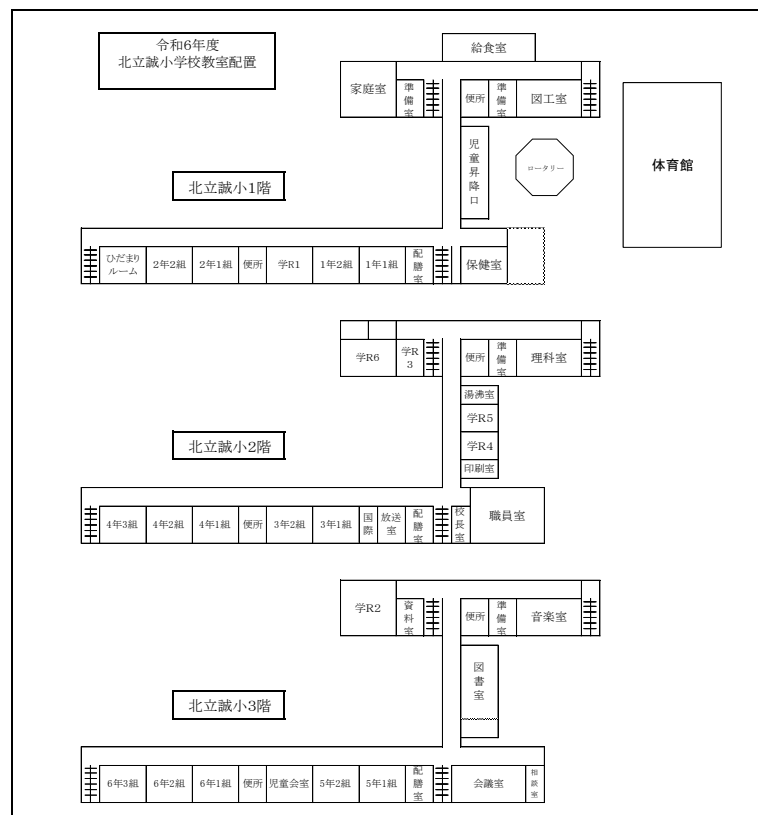 令和6年度
北立誠小学校教室配置
給食室
家庭室
準備室
便所
準備室
図工室
児童昇降口
ロータリー
体育館
北立誠小1階
ひだまり
ルーム
2年2組
2年1組
便所
学R1
1年2組
1年1組
配膳室
保健室
学R6
学R3
便所
準備室
理科室
湯沸室
学R5
学R4
印刷室
北立誠小2階
4年3組
4年2組
4年1組
便所
3年2組
3年1組
国際
放送室
配膳室
校長室
職員室
学R2
資料室
便所
準備室
音楽室
図書室
北立誠小3階
6年3組
6年2組
6年1組
便所
児童会室
5年2組
5年1組
配膳室
会議室
相談室